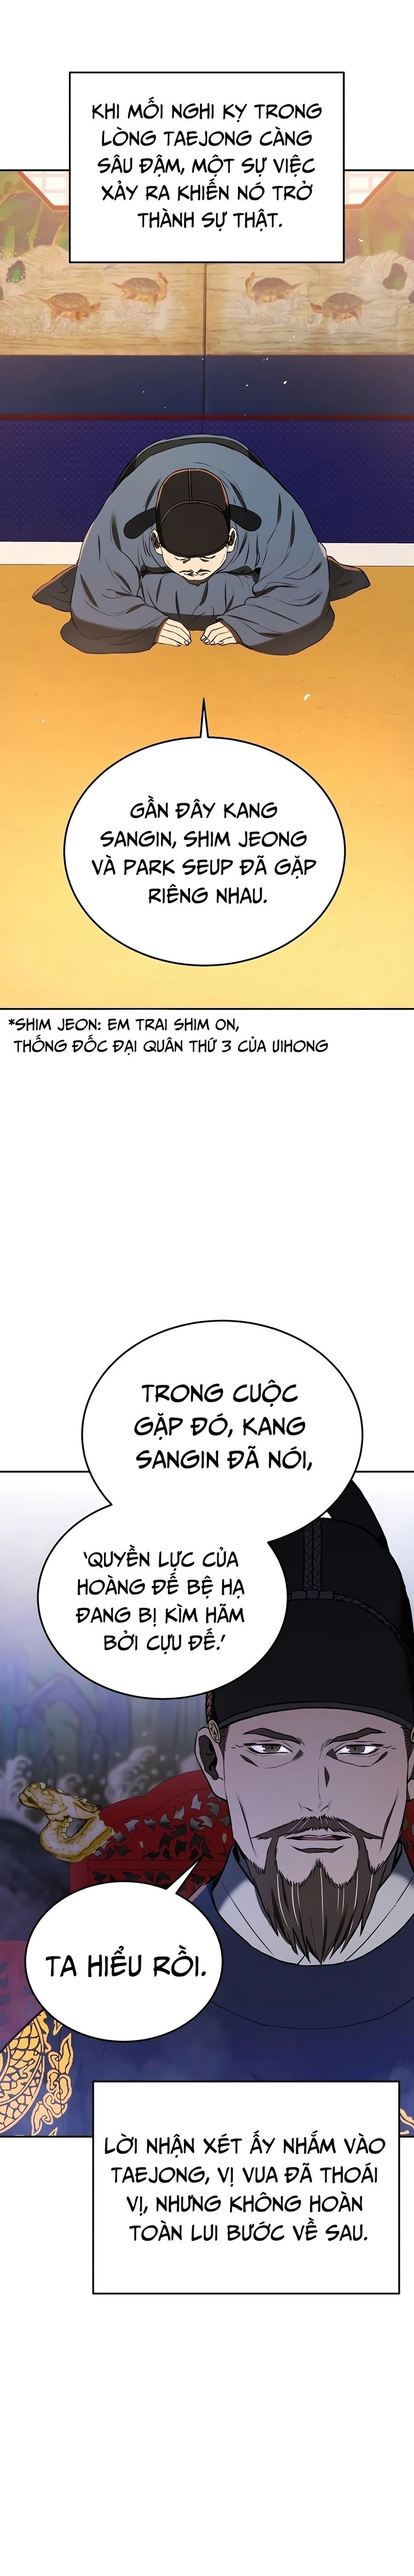 KHI MỐI NGHI KỴ TRONG
LÒNG TAEJONG CÀNG
SÂU ĐẬM, MỘT SỰ VIỆC
XẢY RA KHIẾN NÓ TRỞ
THÀNH SỰ THẬT.
GẦN ĐÂY KANG
SANGIN, SHIM JEONG
VÀ PARK SEUP ĐÃ GẶP
RIÊNG NHAU.
*SHIM JEON: EM TRAI SHIM ON,
THỐNG ĐỐC ĐẠI QUÂN THỨ 3 CỦA UIHONG
TRONG CUỘC
GẶP ĐÓ, KANG
SANGIN ĐÃ NÓI,
'QUYỀN LỰC CỦA
HOÀNG ĐẾ BỆ HẠ
ĐANG BỊ KÌM HÃM
BỞI CỰU ĐẾ.'
TA HIỂU RỒI.
LỜI NHẬN XÉT ẤY NHẮM VÀO
TAEJONG, VỊ VUA ĐÃ THOÁI
VỊ, NHƯNG KHÔNG HOÀN
TOÀN LUI BƯỚC VỀ SAU.